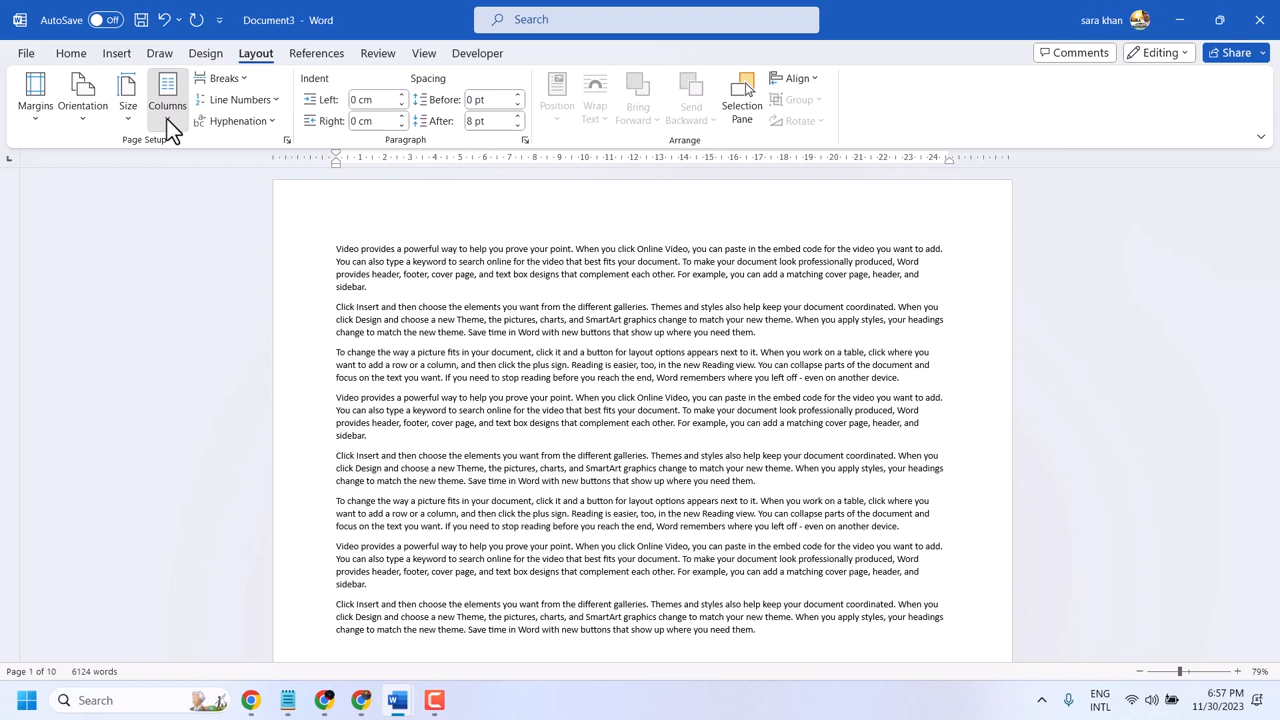 AutoSave Off Document3 - Word Search sara khan
File Home Insert Draw Design Layout References Review View Developer Comments Editing Share
Margins Orientation Size Columns Breaks Line Numbers Hyphenation
Indent Spacing
Left: 0 cm Before: 0 pt
Right: 0 cm After: 8 pt
Position Wrap Text Bring Forward Send Backward Selection Pane Align Group Rotate
Page Setup Paragraph Arrange
1 2 3 4 5 6 7 8 9 10 11 12 13 14 15 16 17 18 19 20 21 22 23 24
Video provides a powerful way to help you prove your point. When you click Online Video, you can paste in the embed code for the video you want to add.
You can also type a keyword to search online for the video that best fits your document. To make your document look professionally produced, Word
provides header, footer, cover page, and text box designs that complement each other. For example, you can add a matching cover page, header, and
sidebar.
Click Insert and then choose the elements you want from the different galleries. Themes and styles also help keep your document coordinated. When you
click Design and choose a new Theme, the pictures, charts, and SmartArt graphics change to match your new theme. When you apply styles, your headings
change to match the new theme. Save time in Word with new buttons that show up where you need them.
To change the way a picture fits in your document, click it and a button for layout options appears next to it. When you work on a table, click where you
want to add a row or a column, and then click the plus sign. Reading is easier, too, in the new Reading view. You can collapse parts of the document and
focus on the text you want. If you need to stop reading before you reach the end, Word remembers where you left off - even on another device.
Video provides a powerful way to help you prove your point. When you click Online Video, you can paste in the embed code for the video you want to add.
You can also type a keyword to search online for the video that best fits your document. To make your document look professionally produced, Word
provides header, footer, cover page, and text box designs that complement each other. For example, you can add a matching cover page, header, and
sidebar.
Click Insert and then choose the elements you want from the different galleries. Themes and styles also help keep your document coordinated. When you
click Design and choose a new Theme, the pictures, charts, and SmartArt graphics change to match your new theme. When you apply styles, your headings
change to match the new theme. Save time in Word with new buttons that show up where you need them.
To change the way a picture fits in your document, click it and a button for layout options appears next to it. When you work on a table, click where you
want to add a row or a column, and then click the plus sign. Reading is easier, too, in the new Reading view. You can collapse parts of the document and
focus on the text you want. If you need to stop reading before you reach the end, Word remembers where you left off - even on another device.
Video provides a powerful way to help you prove your point. When you click Online Video, you can paste in the embed code for the video you want to add.
You can also type a keyword to search online for the video that best fits your document. To make your document look professionally produced, Word
provides header, footer, cover page, and text box designs that complement each other. For example, you can add a matching cover page, header, and
sidebar.
Click Insert and then choose the elements you want from the different galleries. Themes and styles also help keep your document coordinated. When you
click Design and choose a new Theme, the pictures, charts, and SmartArt graphics change to match your new theme. When you apply styles, your headings
change to match the new theme. Save time in Word with new buttons that show up where you need them.
Page 1 of 10 6124 words 79%
Search ENG INTL 6:57 PM 11/30/2023